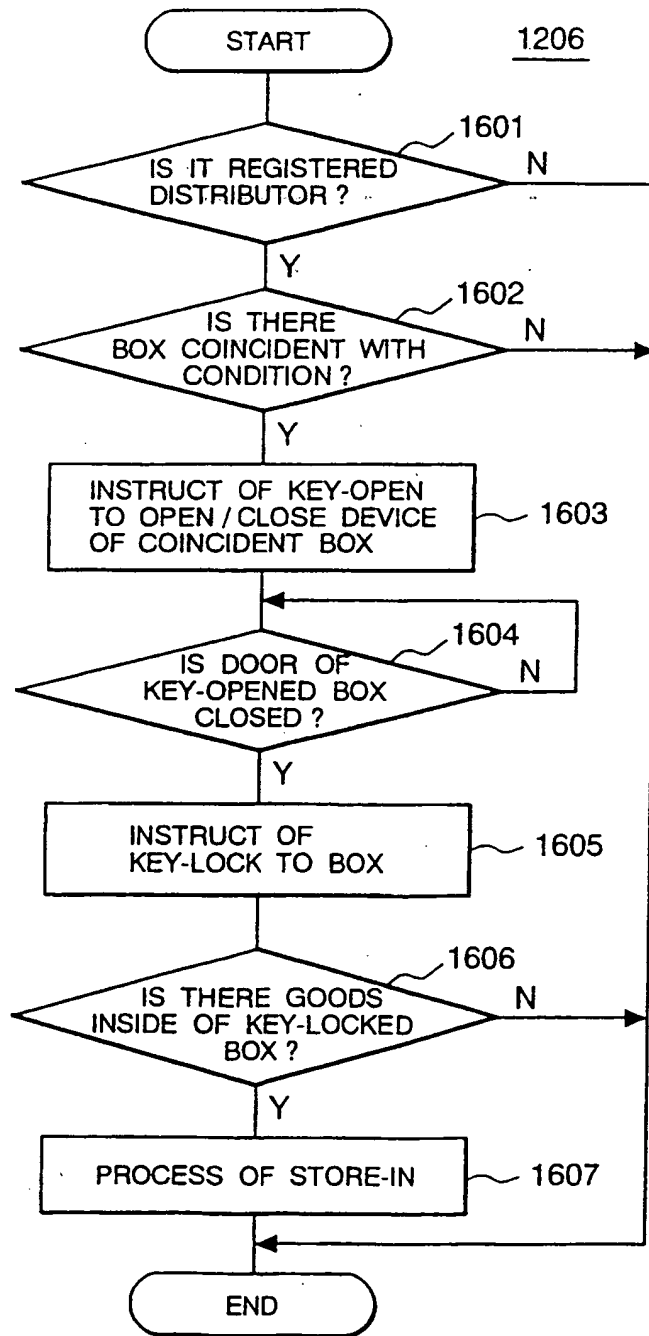 START
1206
1601
IS IT REGISTERED
DISTRIBUTOR ?
N
Y
1602
IS THERE
BOX COINCIDENT WITH
CONDITION ?
N
Y
INSTRUCT OF KEY-OPEN
TO OPEN / CLOSE DEVICE
OF COINCIDENT BOX
1603
1604
IS DOOR OF
KEY-OPENED BOX
CLOSED ?
N
Y
INSTRUCT OF
KEY-LOCK TO BOX
1605
1606
IS THERE GOODS
INSIDE OF KEY-LOCKED
BOX ?
N
Y
PROCESS OF STORE-IN
1607
END